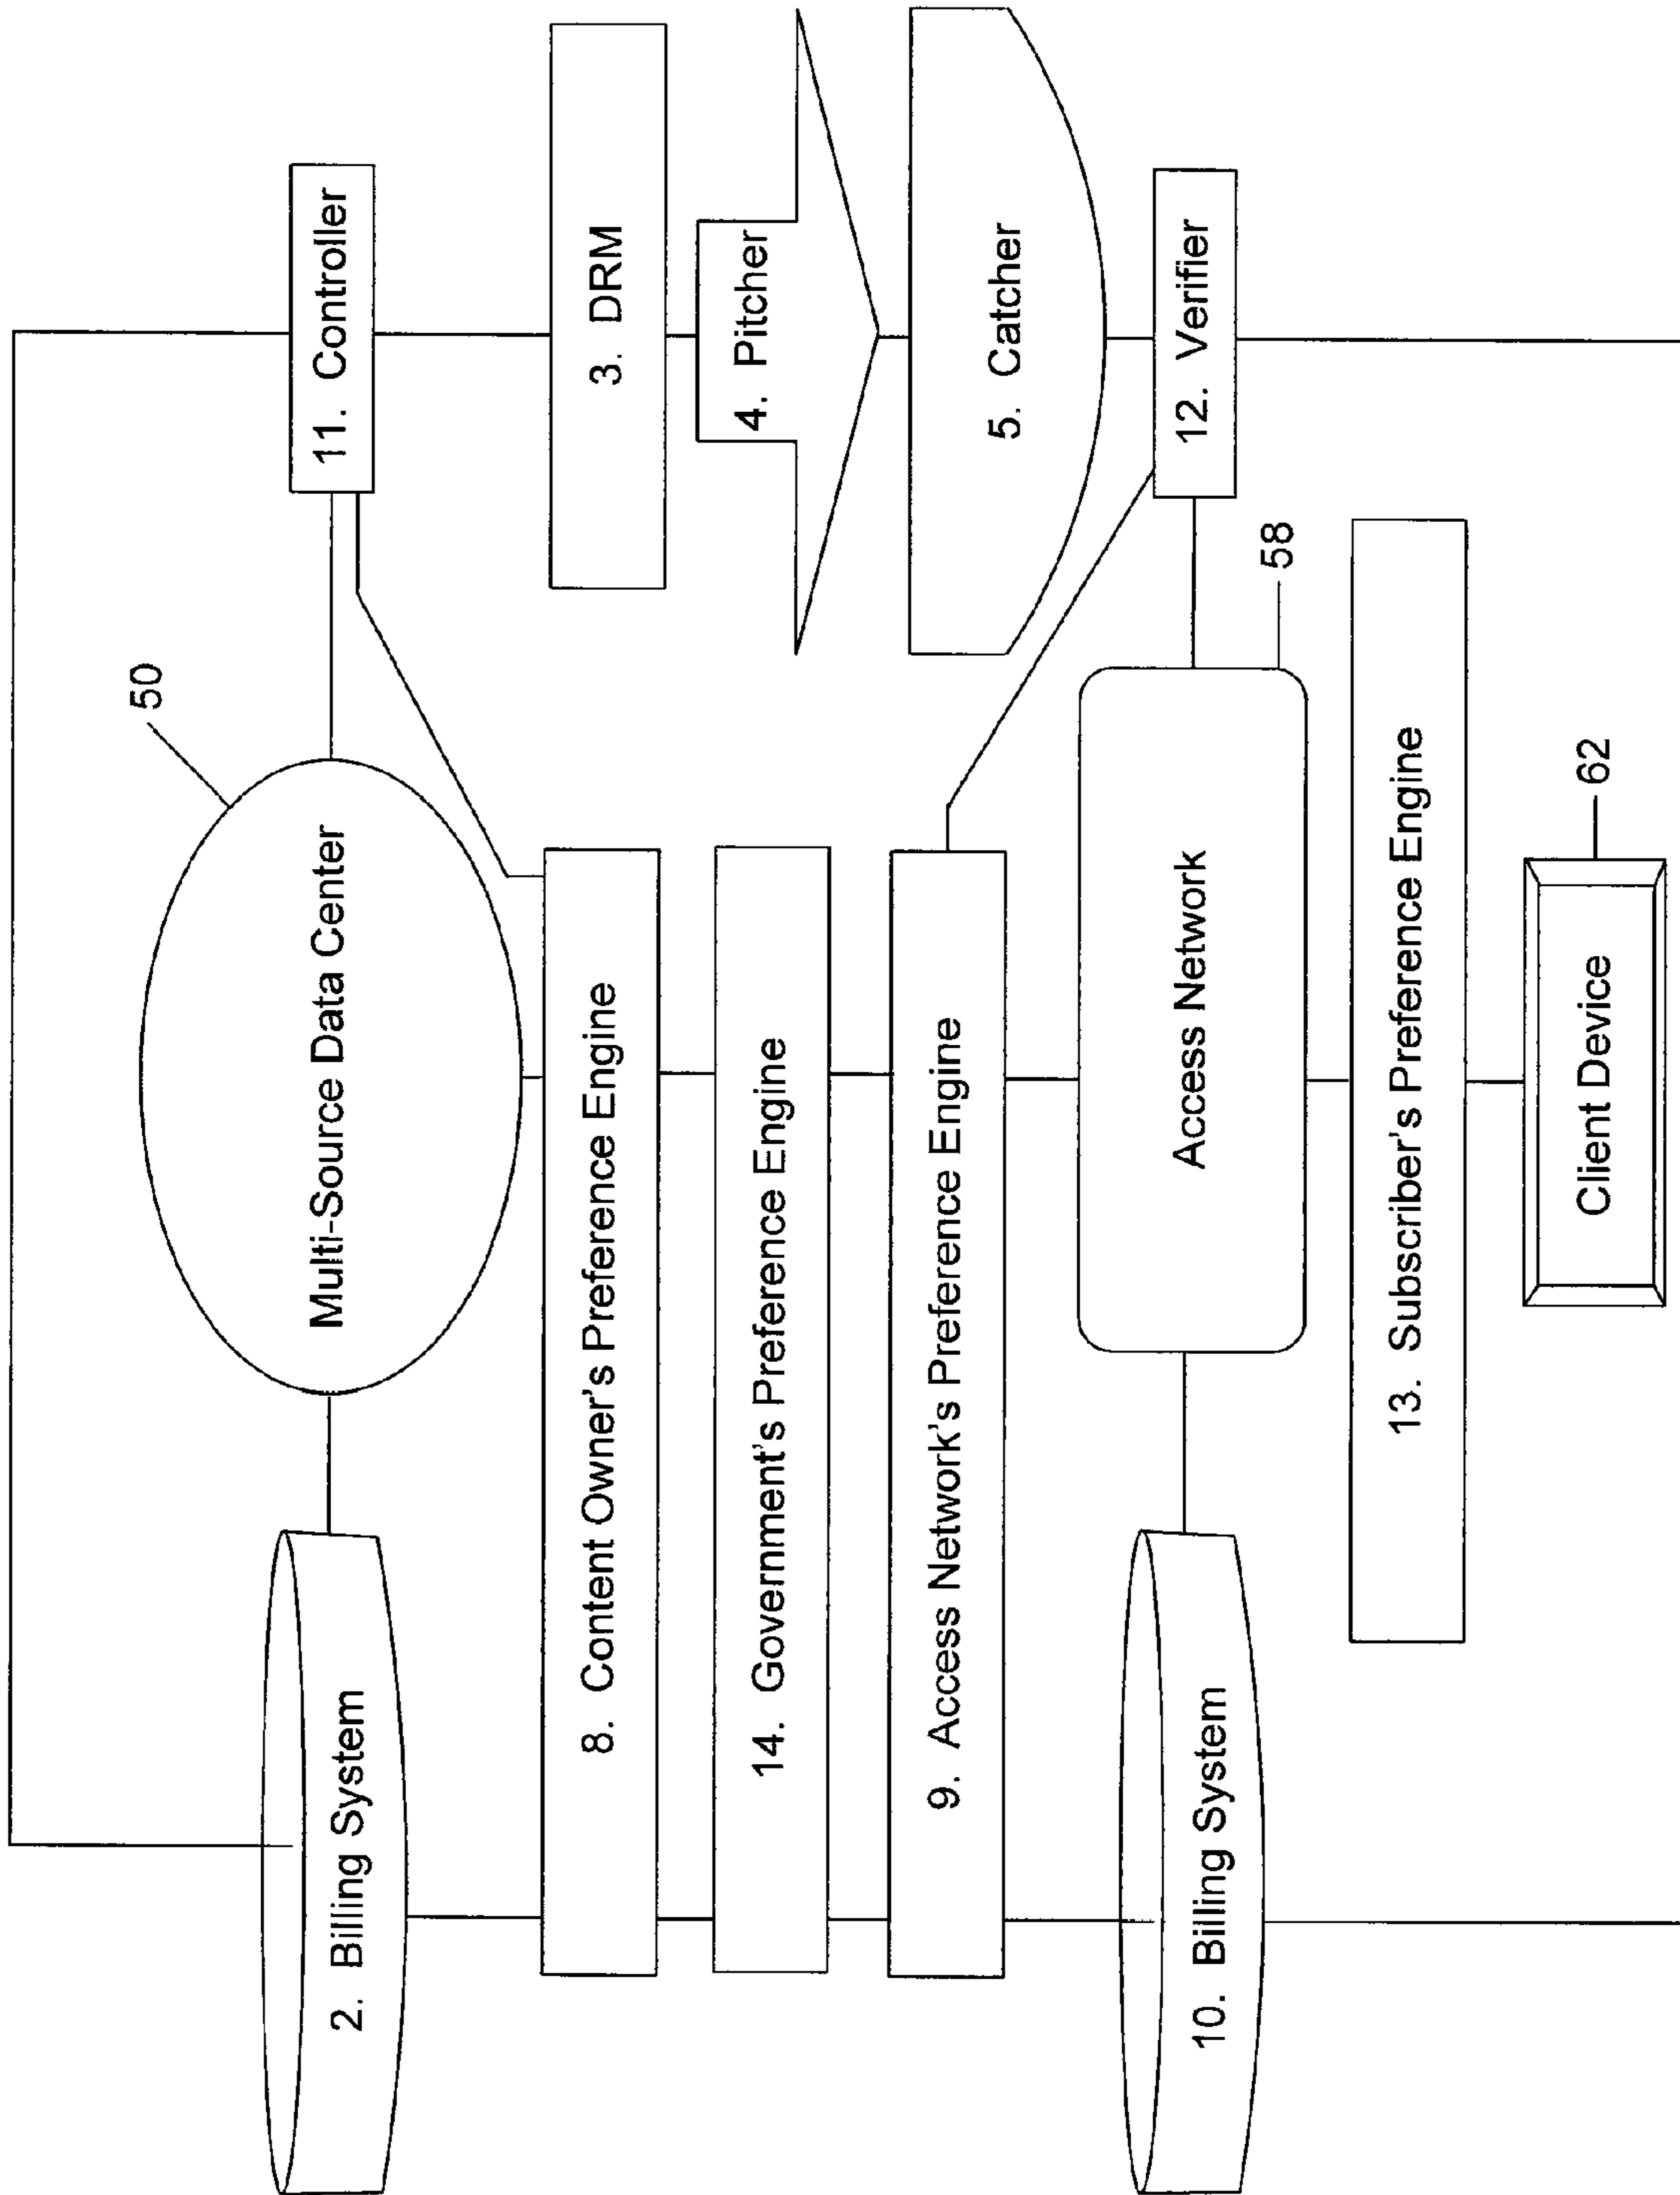 50
2. Billing System
Multi-Source Data Center
11. Controller
8. Content Owner's Preference Engine
3. DRM
14. Government's Preference Engine
4. Pitcher
9. Access Network's Preference Engine
5. Catcher
10. Billing System
Access Network
12. Verifier
58
13. Subscriber's Preference Engine
Client Device
62